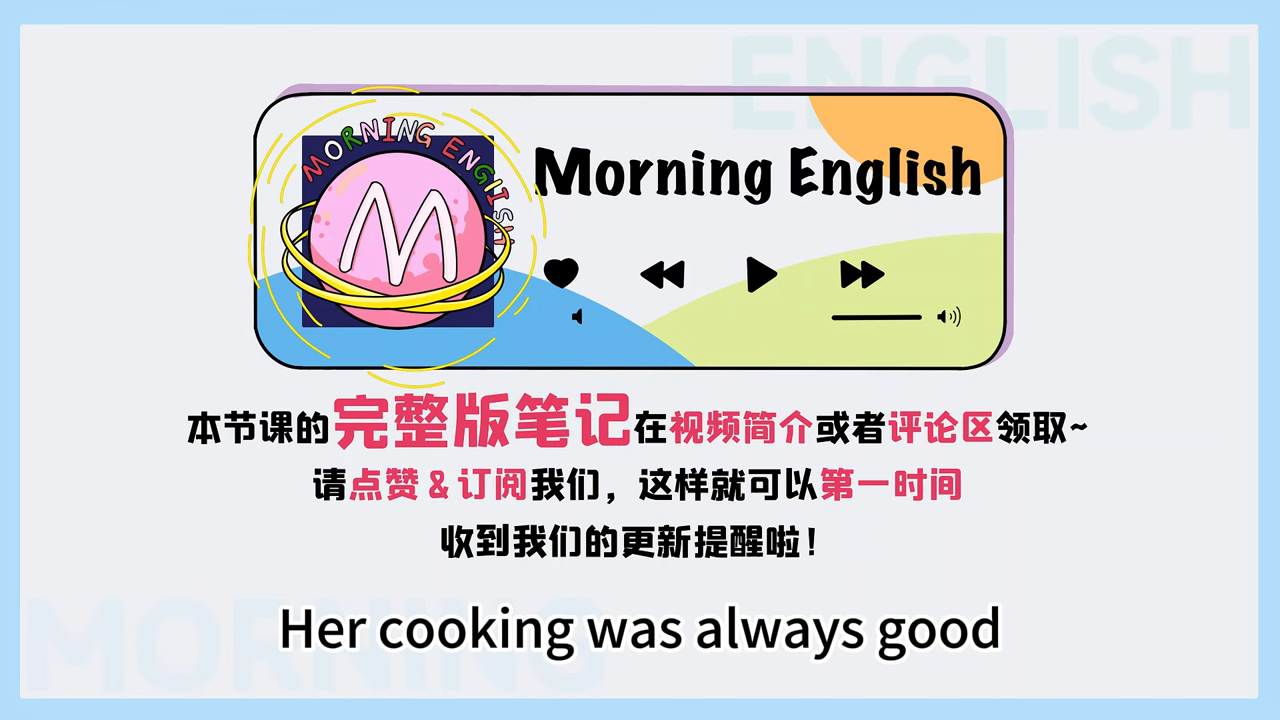 ENGLISH
MORNING ENGLISH
M
Morning English
本节课的完整版笔记在视频简介或者评论区领取~
请点赞&订阅我们，这样就可以第一时间
收到我们的更新提醒啦！
MORNING
Her cooking was always good